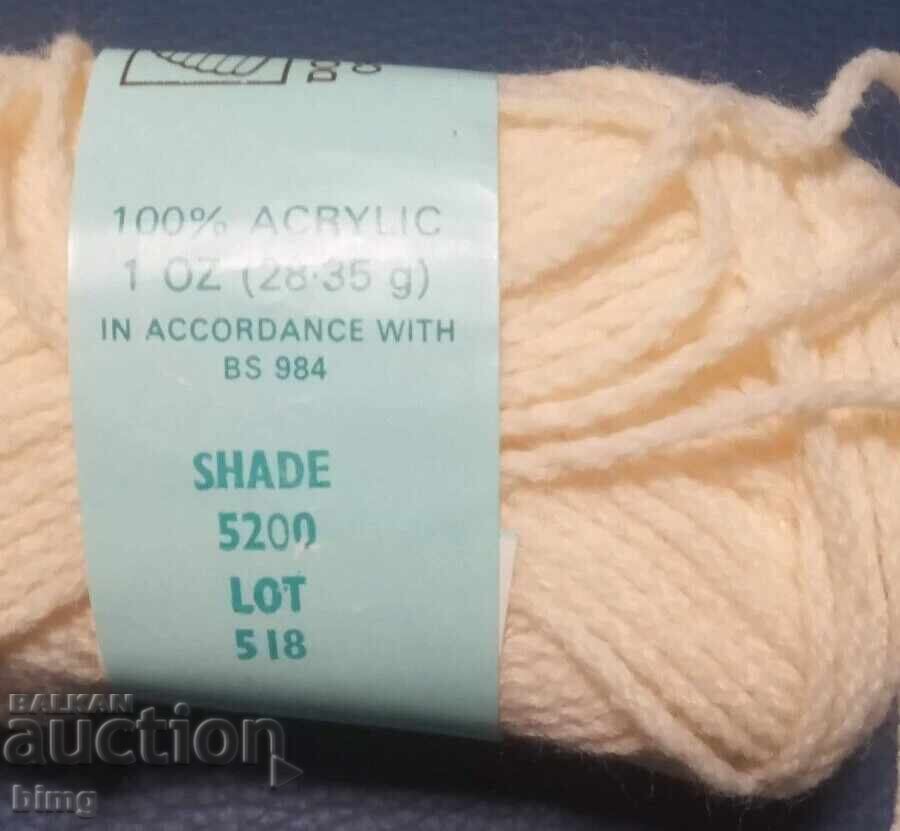 100% ACRYLIC
1 OZ (28·35 g)
IN ACCORDANCE WITH
BS 984
SHADE
5200
LOT
518
BALKAN
auction
bimg